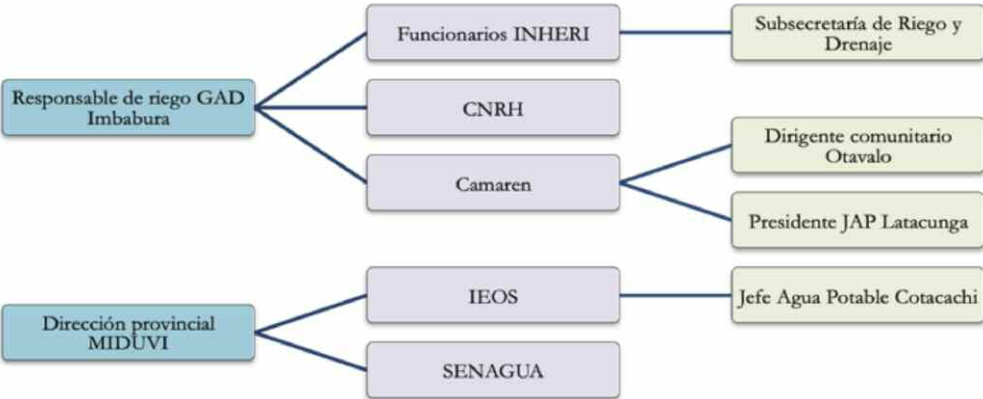 Responsable de riego GAD
Imbabura
Funcionarios INHERI
Subsecretaría de Riego y
Drenaje
CNRH
Camaren
Dirigente comunitario
Otavalo
Presidente JAP Latacunga
Dirección provincial
MIDUVI
IEOS
Jefe Agua Potable Cotacachi
SENAGUA